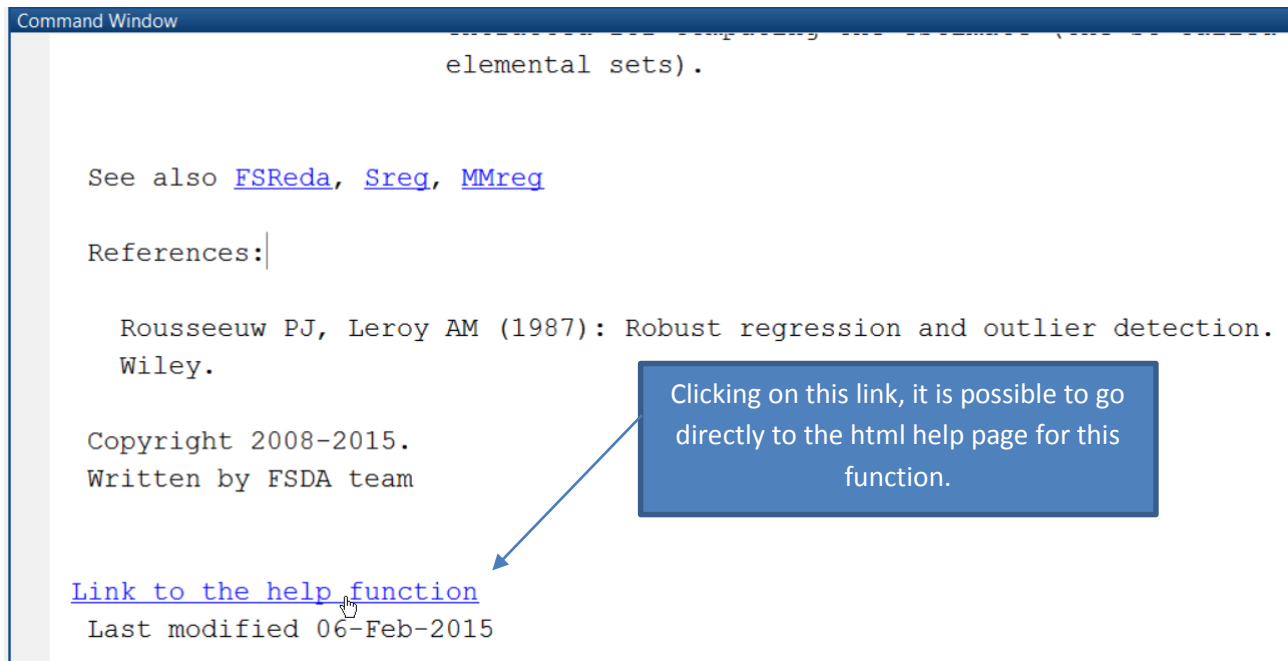 Command Window
elemental sets).
See also FSReda, Sreg, MMreg
References:
Rousseeuw PJ, Leroy AM (1987): Robust regression and outlier detection.
Wiley.
Clicking on this link, it is possible to go
directly to the html help page for this
function.
Copyright 2008-2015.
Written by FSDA team
Link to the help function
Last modified 06-Feb-2015